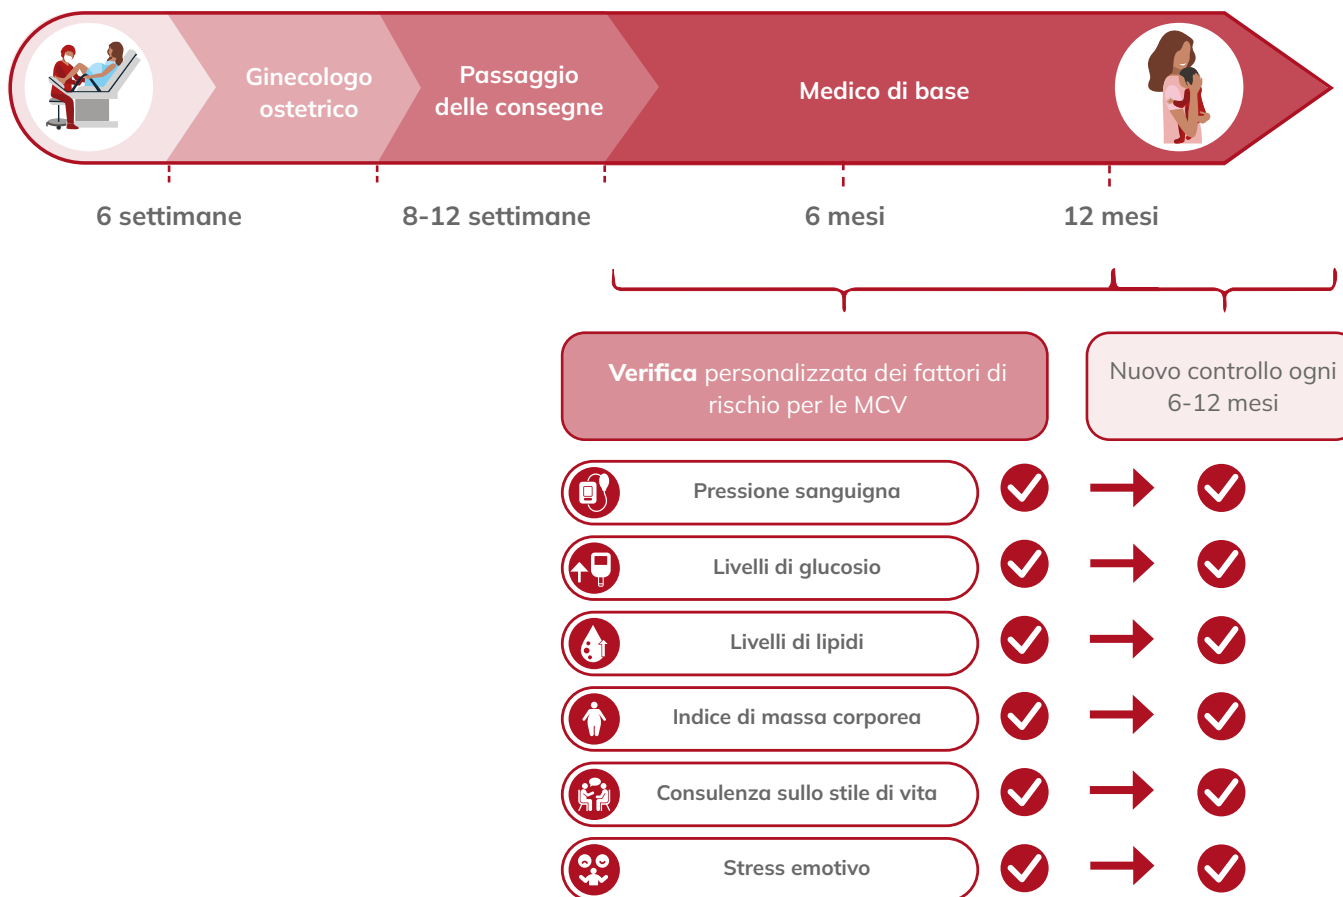 Ginecologo
ostetrico
Passaggio
delle consegne
Medico di base
6 settimane
8-12 settimane
6 mesi
12 mesi
Verifica personalizzata dei fattori di
rischio per le MCV
Nuovo controllo ogni
6-12 mesi
Pressione sanguigna
Livelli di glucosio
Livelli di lipidi
Indice di massa corporea
Consulenza sullo stile di vita
Stress emotivo